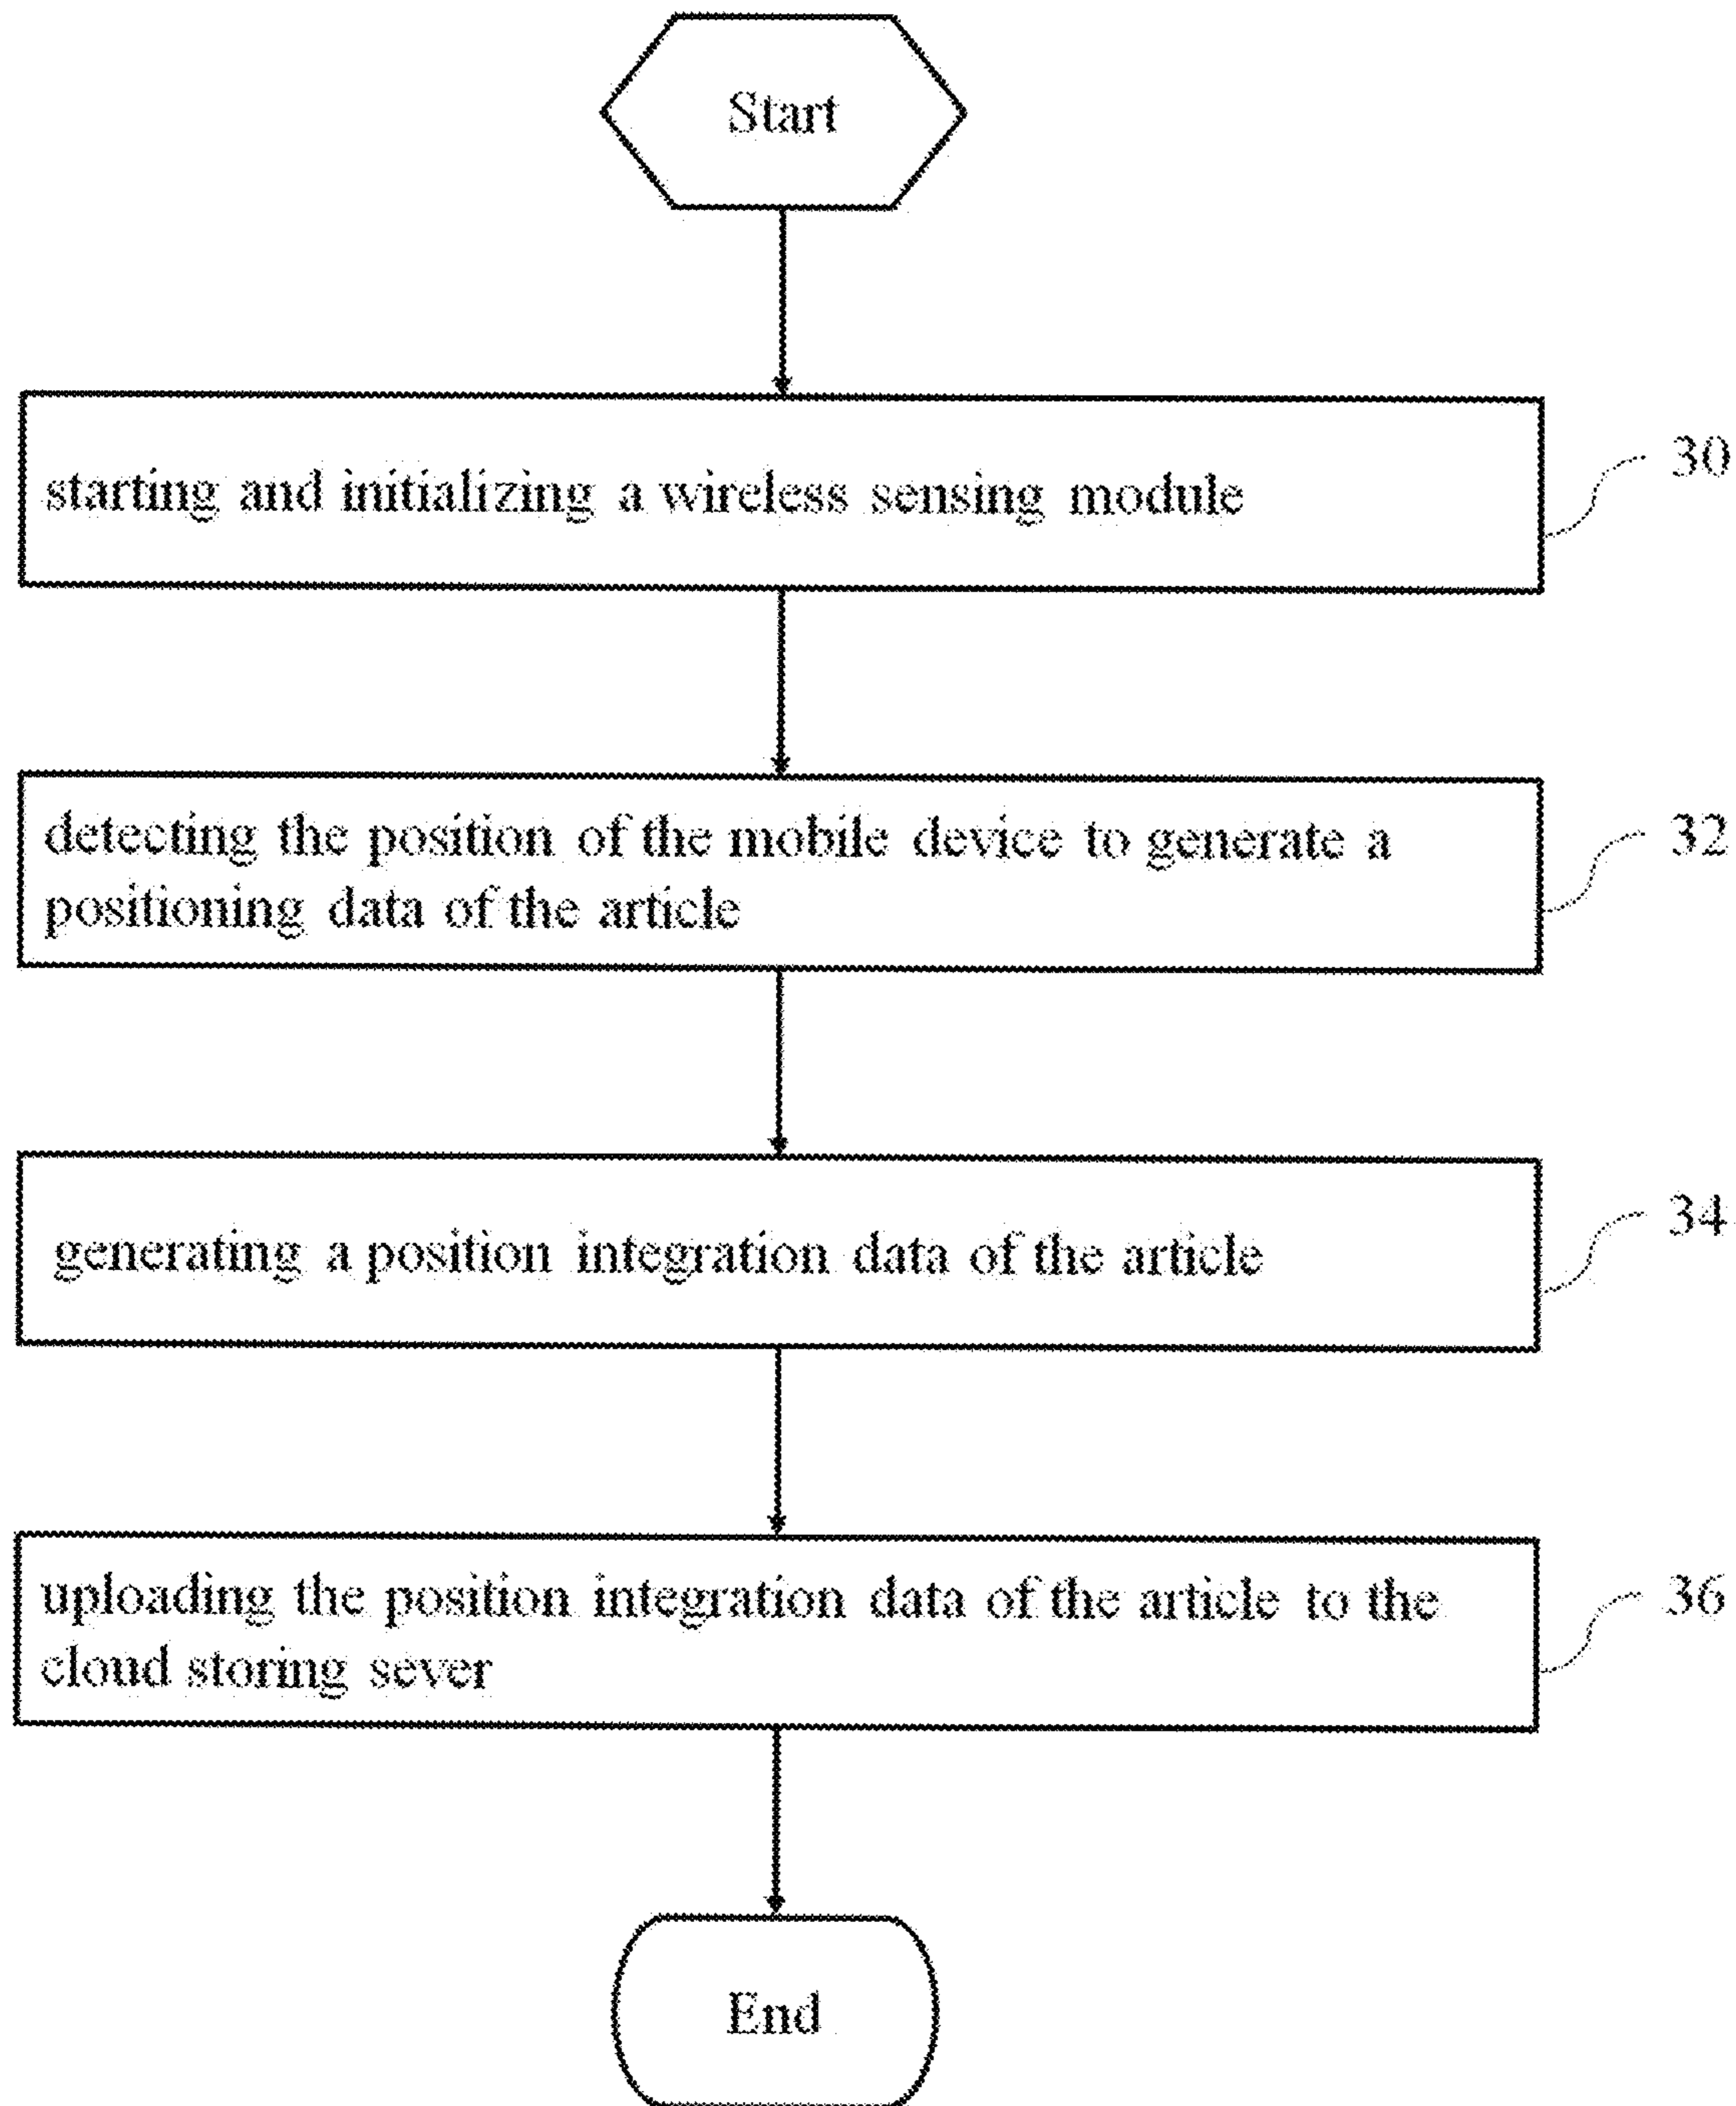 Start
starting and initializing a wireless sensing module
30
detecting the position of the mobile device to generate a
positioning data of the article
32
generating a position integration data of the article
34
uploading the position integration data of the article to the
cloud storing sever
36
End